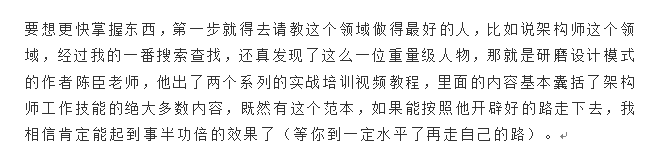 要想更快掌握东西，第一步就得去请教这个领域做得最好的人，比如说架构师这个领
域，经过我的一番搜索查找，还真发现了这么一位重量级人物，那就是研磨设计模式
的作者陈臣老师，他出了两个系列的实战培训视频教程，里面的内容基本囊括了架构
师工作技能的绝大多数内容，既然有这个范本，如果能按照他开辟好的路走下去，我
相信肯定能起到事半功倍的效果了（等你到一定水平了再走自己的路）。